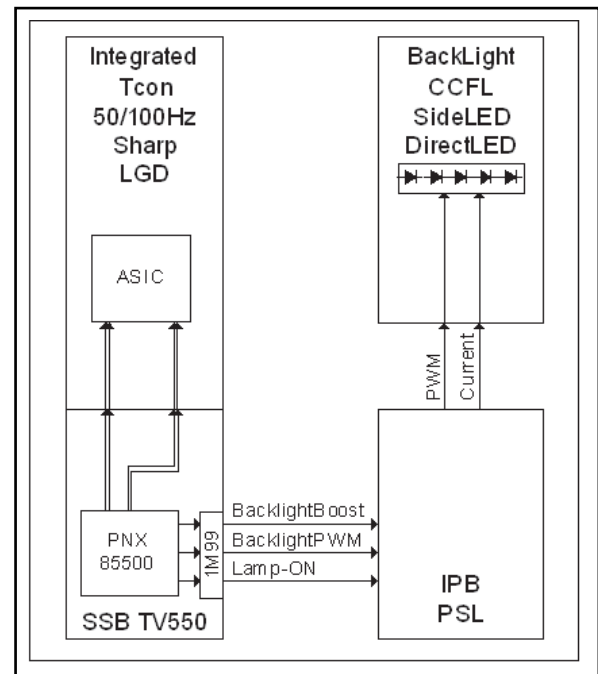 Integrated
Tcon
50/100Hz
Sharp
LGD
BackLight
CCFL
SideLED
DirectLED
ASIC
PWM
Current
PNX
85500
1M99
BacklightBoost
BacklightPWM
Lamp-ON
SSB TV550
IPB
PSL